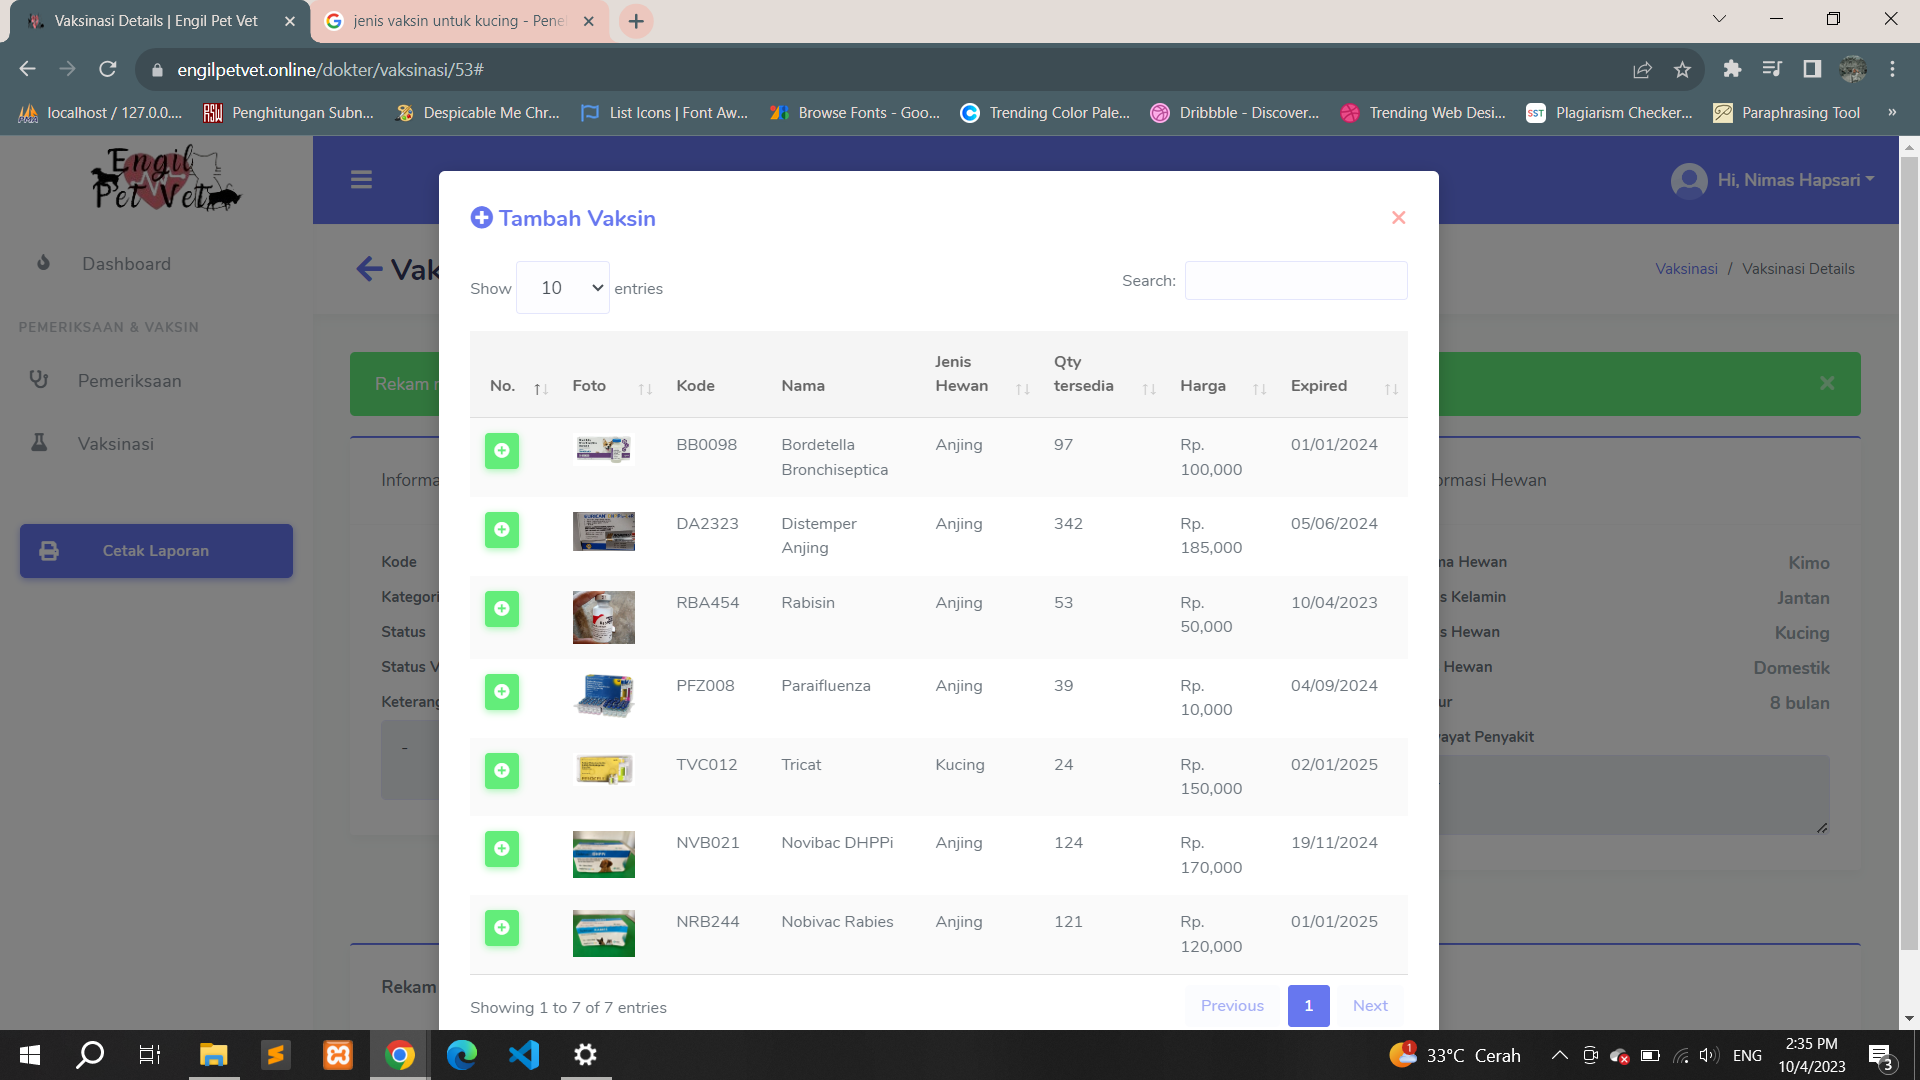 Vaksinasi Details | Engil Pet Vet
jenis vaksin untuk kucing - Pene
engilpetvet.online/dokter/vaksinasi/53#
localhost / 127.0.0....
Penghitungan Subn...
Despicable Me Chr...
List Icons | Font Aw...
Browse Fonts - Goo...
Trending Color Pale...
Dribbble - Discover...
Trending Web Desi...
SST
Plagiarism Checker...
Paraphrasing Tool
»
Engil
Pet Vet
Hi, Nimas Hapsari
Dashboard
PEMERIKSAAN & VAKSIN
Pemeriksaan
Vaksinasi
Cetak Laporan
Vak
Vaksinasi / Vaksinasi Details
Rekam
Informa
Kode
Kategori
Status
Status V
Keterang
-
Rekam
Tambah Vaksin
Show 10 entries
Search:
No. Foto Kode Nama Jenis Hewan Qty tersedia Harga Expired
BB0098 Bordetella Bronchiseptica Anjing 97 Rp. 100,000 01/01/2024
DA2323 Distemper Anjing Anjing 342 Rp. 185,000 05/06/2024
RBA454 Rabisin Anjing 53 Rp. 50,000 10/04/2023
PFZ008 Paraifluenza Anjing 39 Rp. 10,000 04/09/2024
TVC012 Tricat Kucing 24 Rp. 150,000 02/01/2025
NVB021 Novibac DHPPi Anjing 124 Rp. 170,000 19/11/2024
NRB244 Nobivac Rabies Anjing 121 Rp. 120,000 01/01/2025
Showing 1 to 7 of 7 entries
Previous 1 Next
ormasi Hewan
ma Hewan Kimo
s Kelamin Jantan
s Hewan Kucing
Hewan Domestik
ur 8 bulan
ayat Penyakit
1
33°C Cerah
ENG
2:35 PM
10/4/2023
3